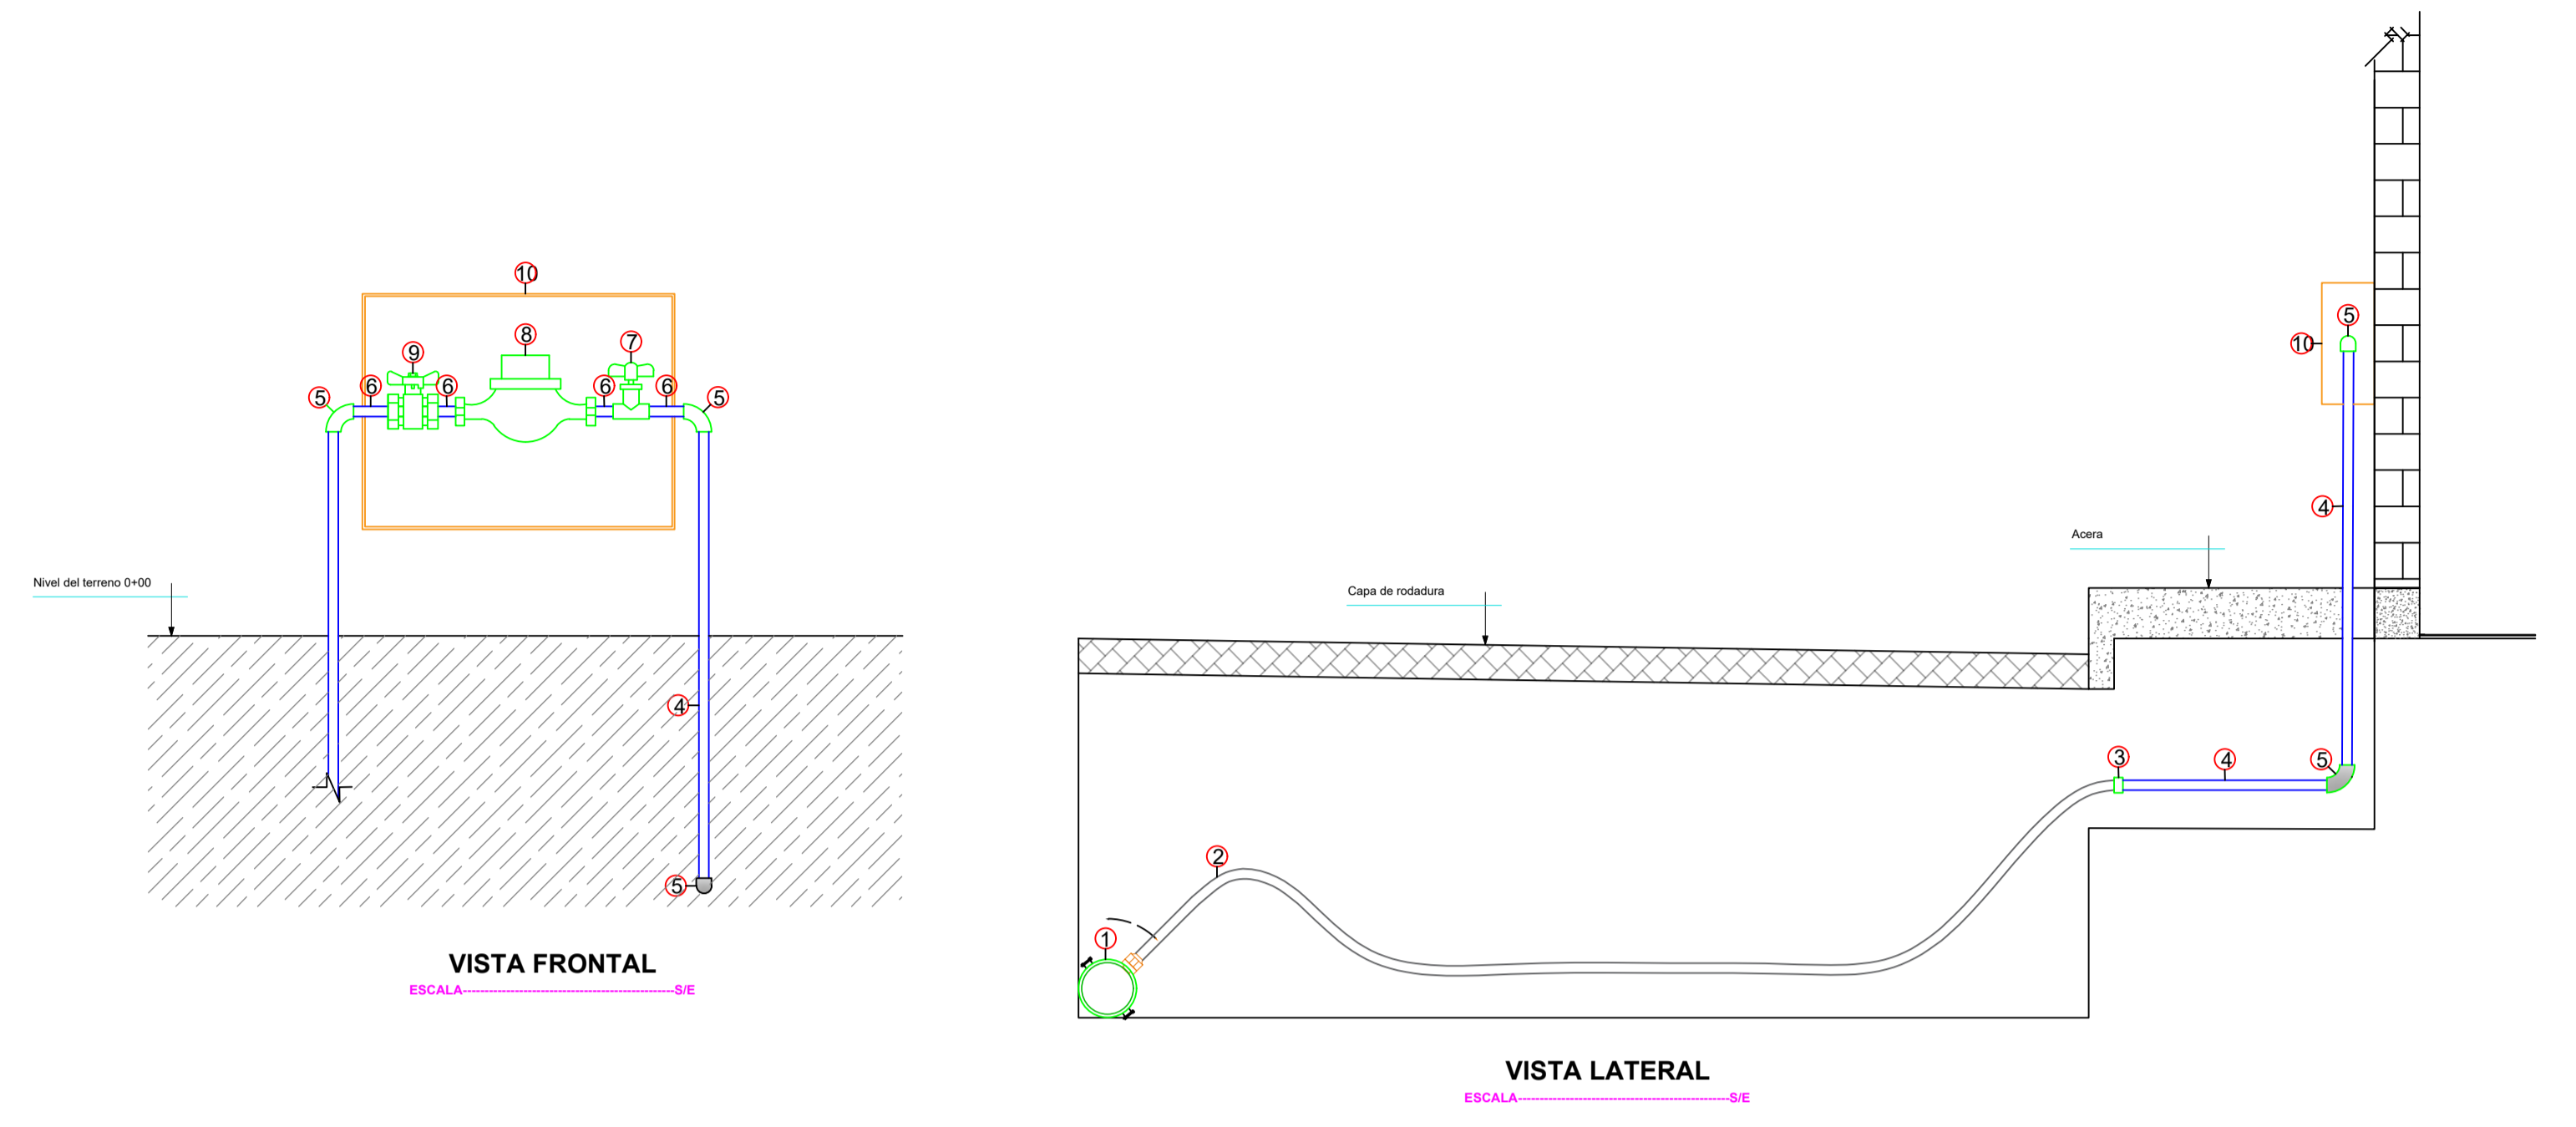 10
8
7
9
6
6
6
6
5
5
Nivel del terreno 0+00
4
5
VISTA FRONTAL
ESCALA-------------------------------------------------S/E
5
10
4
Acera
Capa de rodadura
3
4
5
2
1
VISTA LATERAL
ESCALA-------------------------------------------------S/E